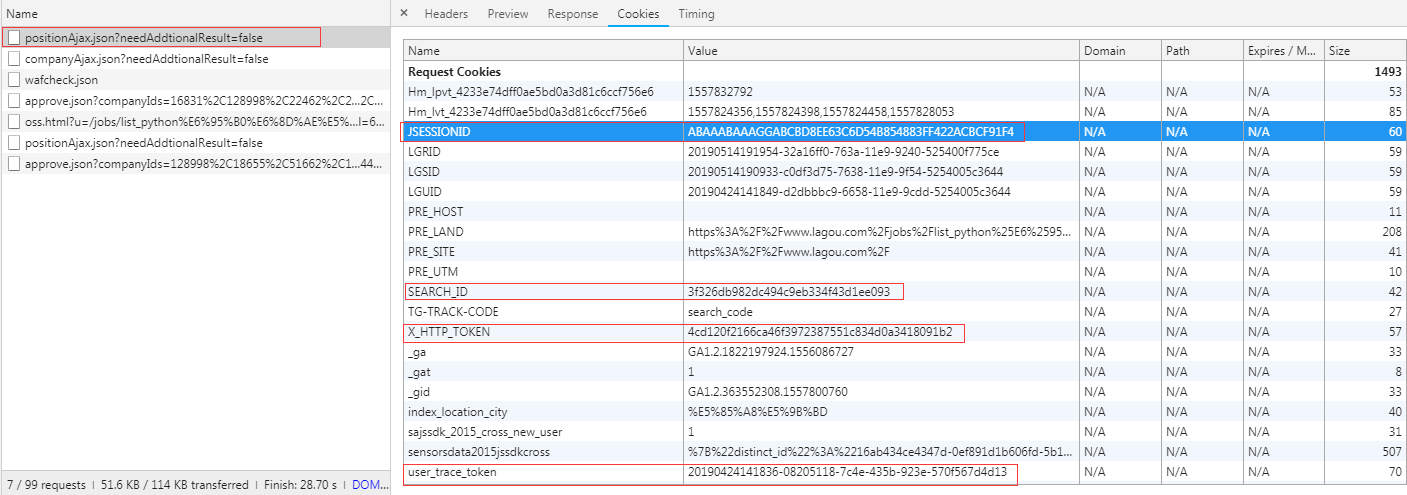 Name
positionAjax.json?needAddtionalResult=false
companyAjax.json?needAddtionalResult=false
wafcheck.json
approve.json?companyIds=16831%2C128998%2C22462%2C2...2C...
oss.html?u=/jobs/list_python%E6%95%B0%E6%8D%AE%E5%...l=6...
positionAjax.json?needAddtionalResult=false
approve.json?companyIds=128998%2C18655%2C51662%2C1...44...
7 / 99 requests | 51.6 KB / 114 KB transferred | Finish: 28.70 s | DOM...
× Headers Preview Response Cookies Timing
Name Value Domain Path Expires / M... Size
Request Cookies 1493
Hm_lpvt_4233e74dff0ae5bd0a3d81c6ccf756e6 1557832792 N/A N/A N/A 53
Hm_lvt_4233e74dff0ae5bd0a3d81c6ccf756e6 1557824356,1557824398,1557824458,1557828053 N/A N/A N/A 85
JSESSIONID ABAAABAAAGGABCBD8EE63C6D54B854883FF422ACBCF91F4 N/A N/A N/A 60
LGRID 20190514191954-32a16ff0-763a-11e9-9240-525400f775ce N/A N/A N/A 59
LGSID 20190514190933-c0df3d75-7638-11e9-9f54-5254005c3644 N/A N/A N/A 59
LGUID 20190424141849-d2dbbbc9-6658-11e9-9cdd-5254005c3644 N/A N/A N/A 59
PRE_HOST N/A N/A N/A 11
PRE_LAND https%3A%2F%2Fwww.lagou.com%2Fjobs%2Flist_python%25E6%2595... N/A N/A N/A 208
PRE_SITE https%3A%2F%2Fwww.lagou.com%2F N/A N/A N/A 41
PRE_UTM N/A N/A N/A 10
SEARCH_ID 3f326db982dc494c9eb334f43d1ee093 N/A N/A N/A 42
TG-TRACK-CODE search_code N/A N/A N/A 27
X_HTTP_TOKEN 4cd120f2166ca46f3972387551c834d0a3418091b2 N/A N/A N/A 57
_ga GA1.2.1822197924.1556086727 N/A N/A N/A 33
_gat 1 N/A N/A N/A 8
_gid GA1.2.363552308.1557800760 N/A N/A N/A 33
index_location_city %E5%85%A8%E5%9B%BD N/A N/A N/A 40
sajssdk_2015_cross_new_user 1 N/A N/A N/A 31
sensorsdata2015jssdkcross %7B%22distinct_id%22%3A%2216ab434ce4347d-0ef891d1b606fd-5b1... N/A N/A N/A 507
user_trace_token 20190424141836-08205118-7c4e-435b-923e-570f567d4d13 N/A N/A N/A 70